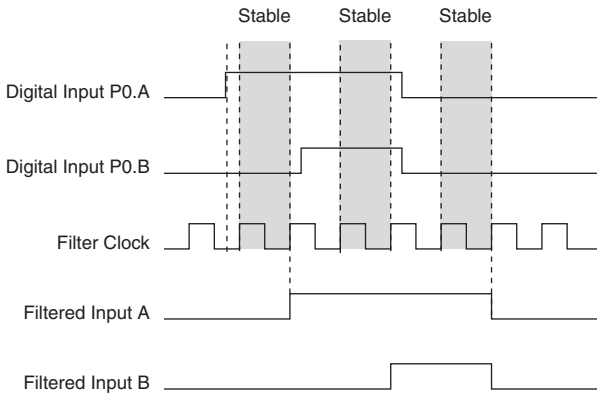 Stable Stable Stable
Digital Input P0.A
Digital Input P0.B
Filter Clock
Filtered Input A
Filtered Input B